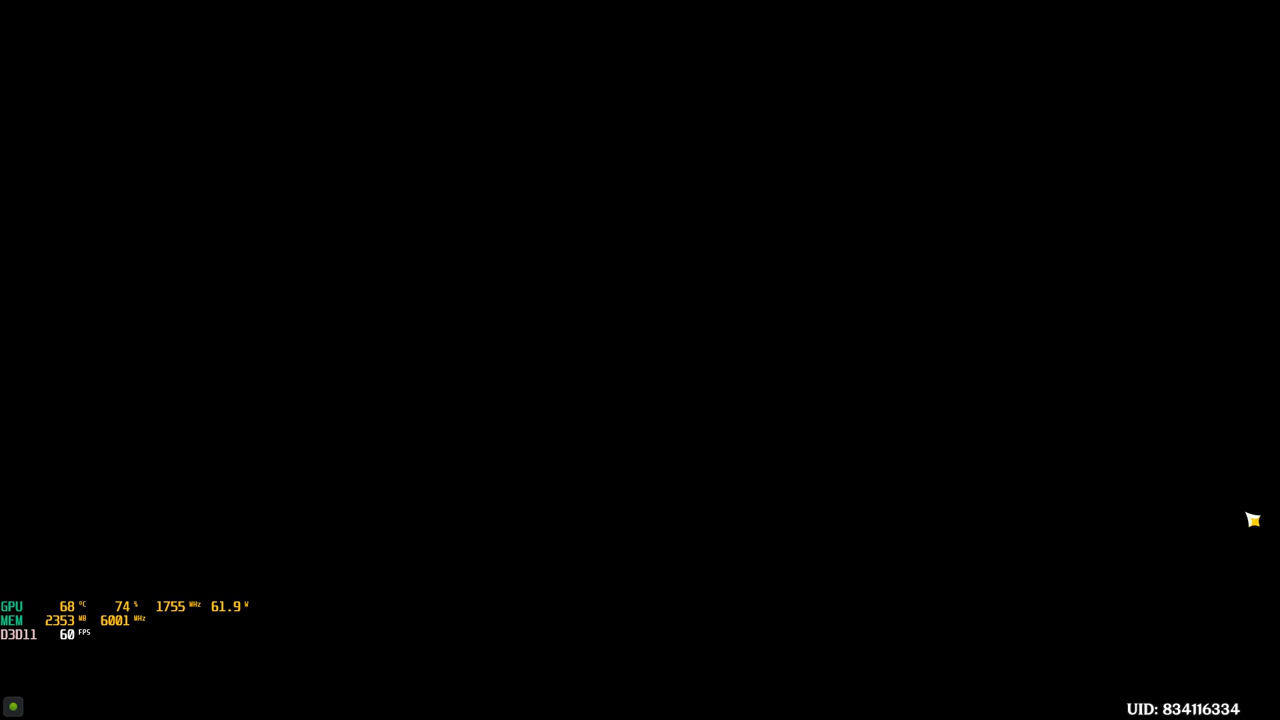 GPU 68 °C 74 % 1755 MHz 61.9 W
MEM 2353 MB 6001 MHz
D3D11 60 FPS
UID: 834116334